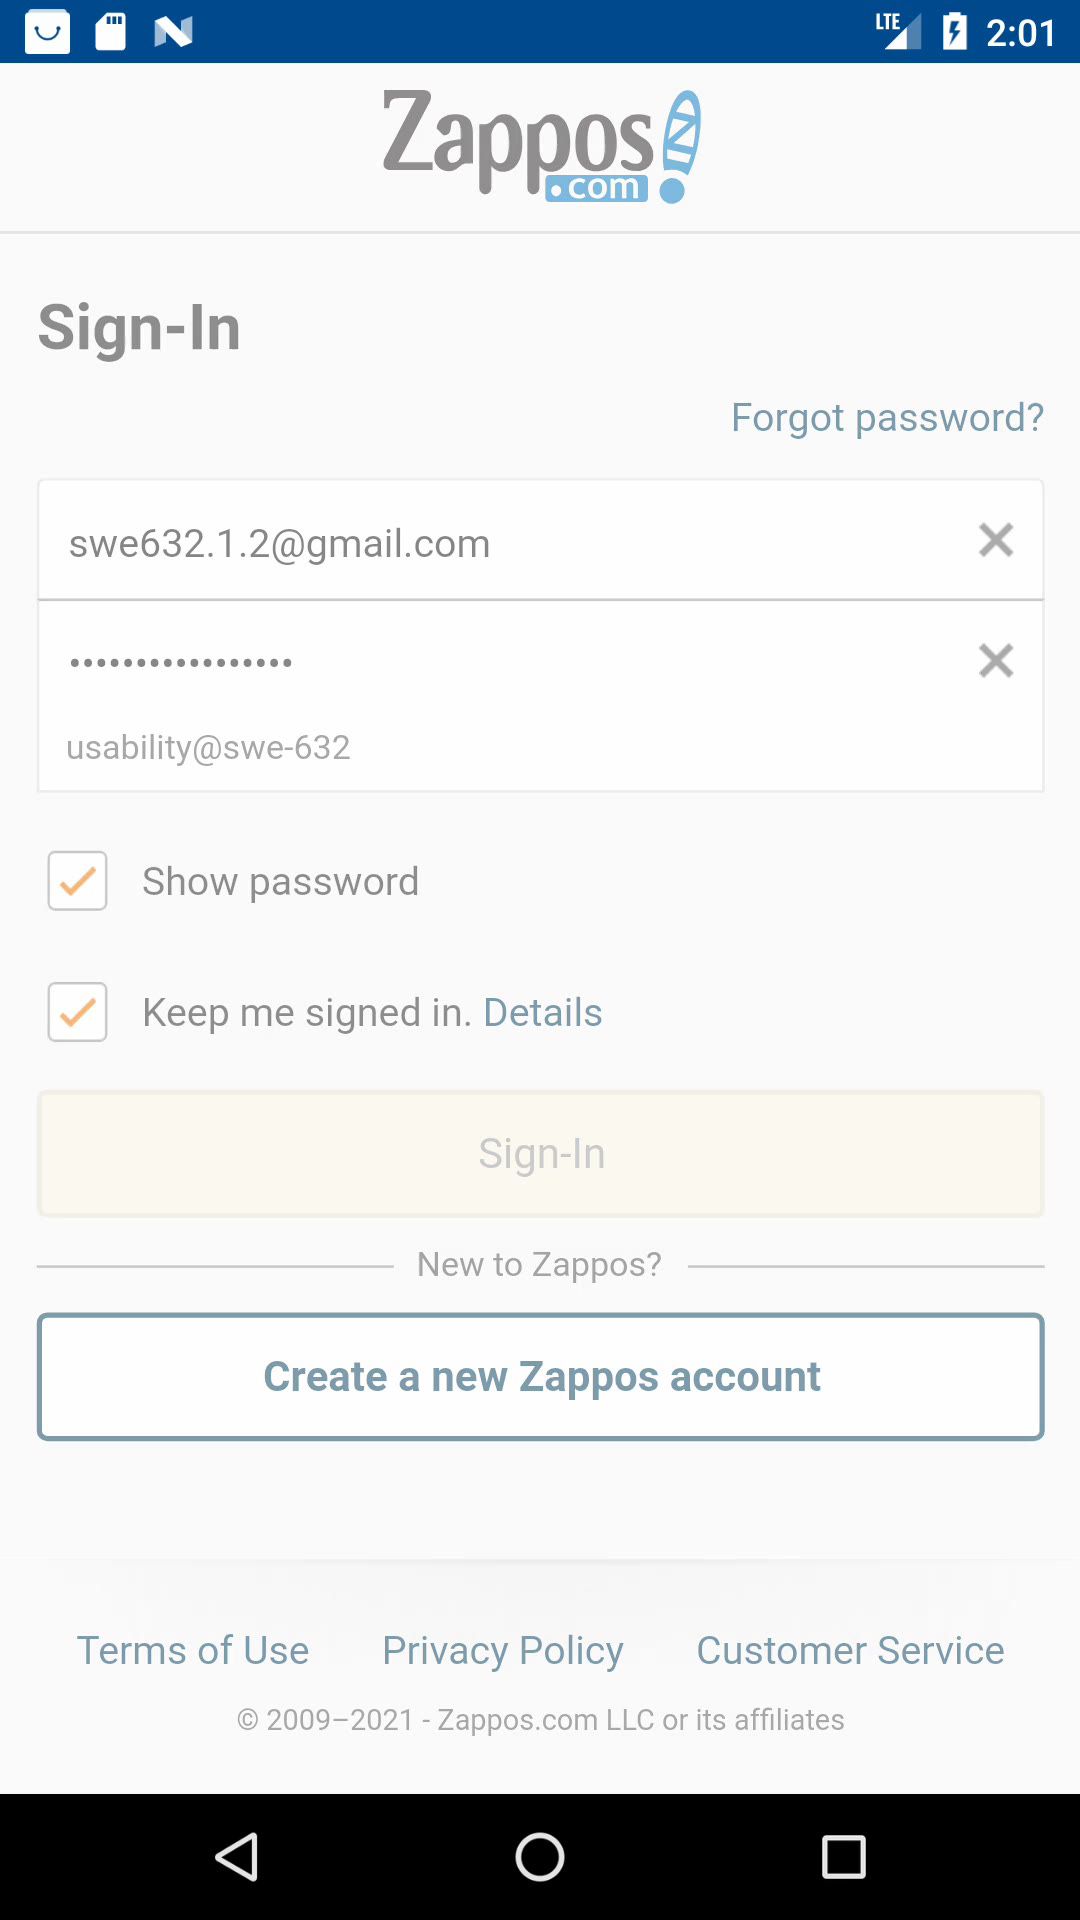 LTE 2:01
Zappos
.com
Sign-In
Forgot password?
swe632.1.2@gmail.com
•••••••••••••••••
usability@swe-632
Show password
Keep me signed in. Details
Sign-In
New to Zappos?
Create a new Zappos account
Terms of Use Privacy Policy Customer Service
© 2009–2021 - Zappos.com LLC or its affiliates